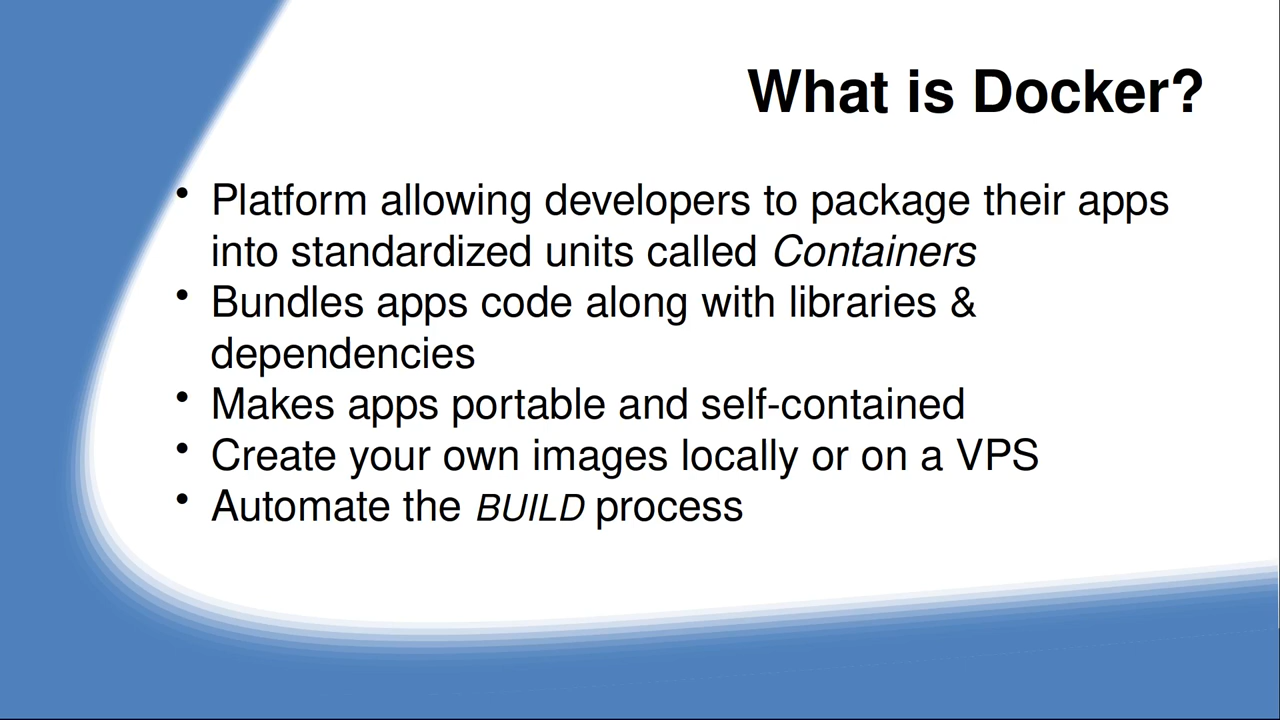 What is Docker?
• Platform allowing developers to package their apps
into standardized units called Containers
• Bundles apps code along with libraries &
dependencies
• Makes apps portable and self-contained
• Create your own images locally or on a VPS
• Automate the BUILD process